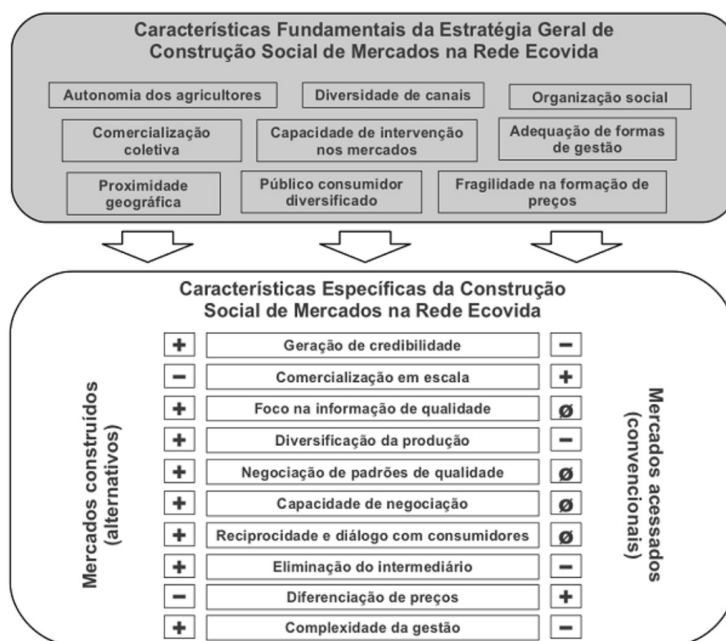 Características Fundamentais da Estratégia Geral de
Construção Social de Mercados na Rede Ecovida
Autonomia dos agricultores
Diversidade de canais
Organização social
Comercialização
coletiva
Capacidade de intervenção
nos mercados
Adequação de formas
de gestão
Proximidade
geográfica
Público consumidor
diversificado
Fragilidade na formação de
preços
Características Específicas da Construção
Social de Mercados na Rede Ecovida
Mercados construídos
(alternativos)
+ Geração de credibilidade −
− Comercialização em escala +
+ Foco na informação de qualidade ø
+ Diversificação da produção −
+ Negociação de padrões de qualidade ø
+ Capacidade de negociação ø
+ Reciprocidade e diálogo com consumidores ø
+ Eliminação do intermediário −
− Diferenciação de preços +
+ Complexidade da gestão −
Mercados acessados
(convencionais)